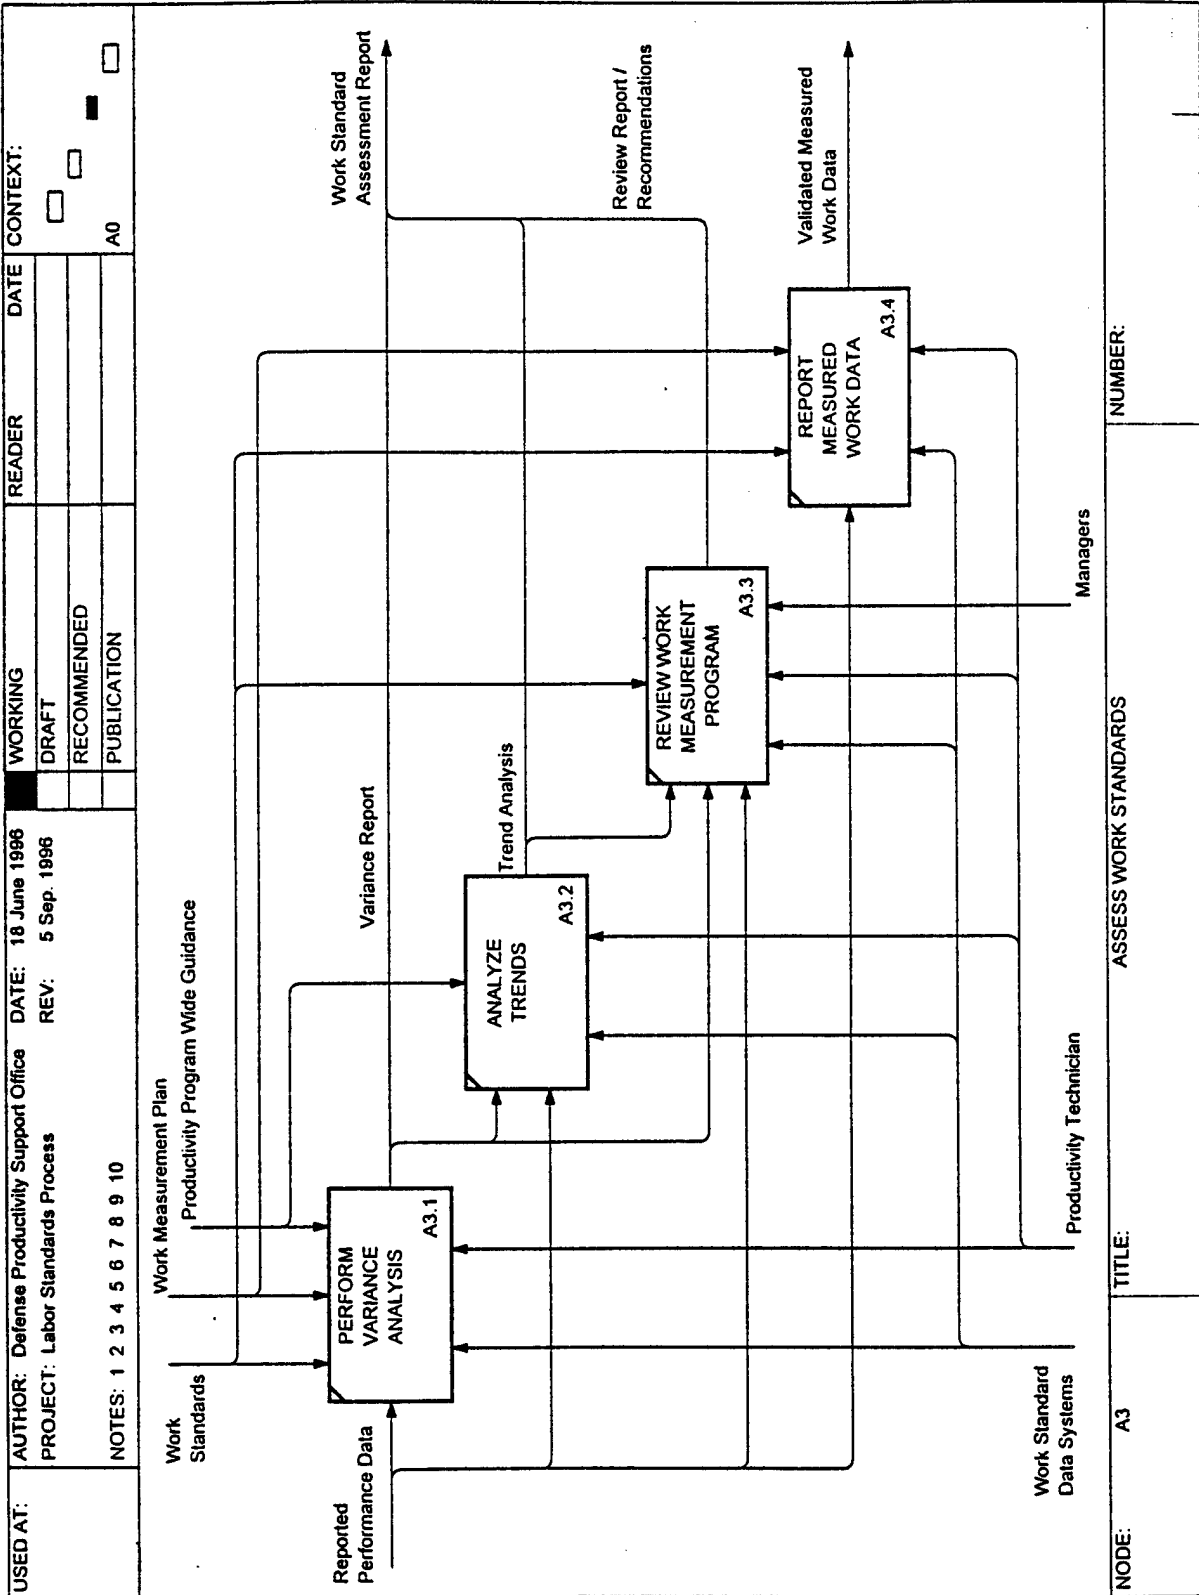 USED AT:
AUTHOR: Defense Productivity Support Office
DATE: 18 June 1996
PROJECT: Labor Standards Process
REV: 5 Sep. 1996
NOTES: 1 2 3 4 5 6 7 8 9 10
WORKING
DRAFT
RECOMMENDED
PUBLICATION
READER
DATE
CONTEXT:
A0
Work
Standards
Work Measurement Plan
Productivity Program Wide Guidance
Reported
Performance Data
PERFORM
VARIANCE
ANALYSIS
A3.1
Variance Report
Work Standard
Assessment Report
ANALYZE
TRENDS
A3.2
Trend Analysis
REVIEW WORK
MEASUREMENT
PROGRAM
A3.3
Review Report /
Recommendations
REPORT
MEASURED
WORK DATA
A3.4
Validated Measured
Work Data
Work Standard
Data Systems
Productivity Technician
Managers
NODE: A3
TITLE: ASSESS WORK STANDARDS
NUMBER: